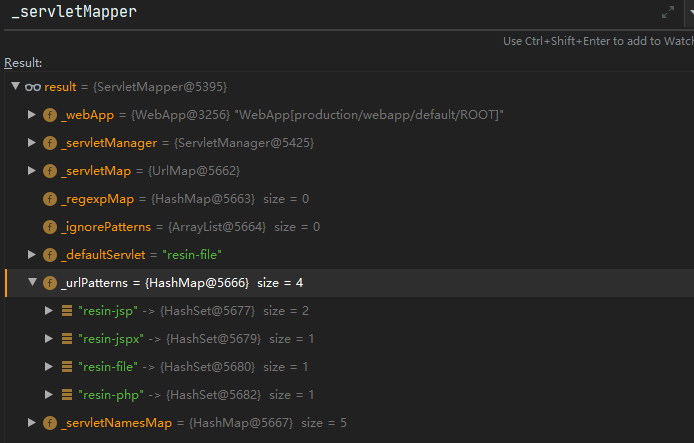 _servletMapper
Use Ctrl+Shift+Enter to add to Watch
Result:
result = {ServletMapper@5395}
f _webApp = {WebApp@3256} "WebApp[production/webapp/default/ROOT]"
f _servletManager = {ServletManager@5425}
f _servletMap = {UrlMap@5662}
f _regexpMap = {HashMap@5663} size = 0
f _ignorePatterns = {ArrayList@5664} size = 0
f _defaultServlet = "resin-file"
f _urlPatterns = {HashMap@5666} size = 4
"resin-jsp" -> {HashSet@5677} size = 2
"resin-jspx" -> {HashSet@5679} size = 1
"resin-file" -> {HashSet@5680} size = 1
"resin-php" -> {HashSet@5682} size = 1
f _servletNamesMap = {HashMap@5667} size = 5